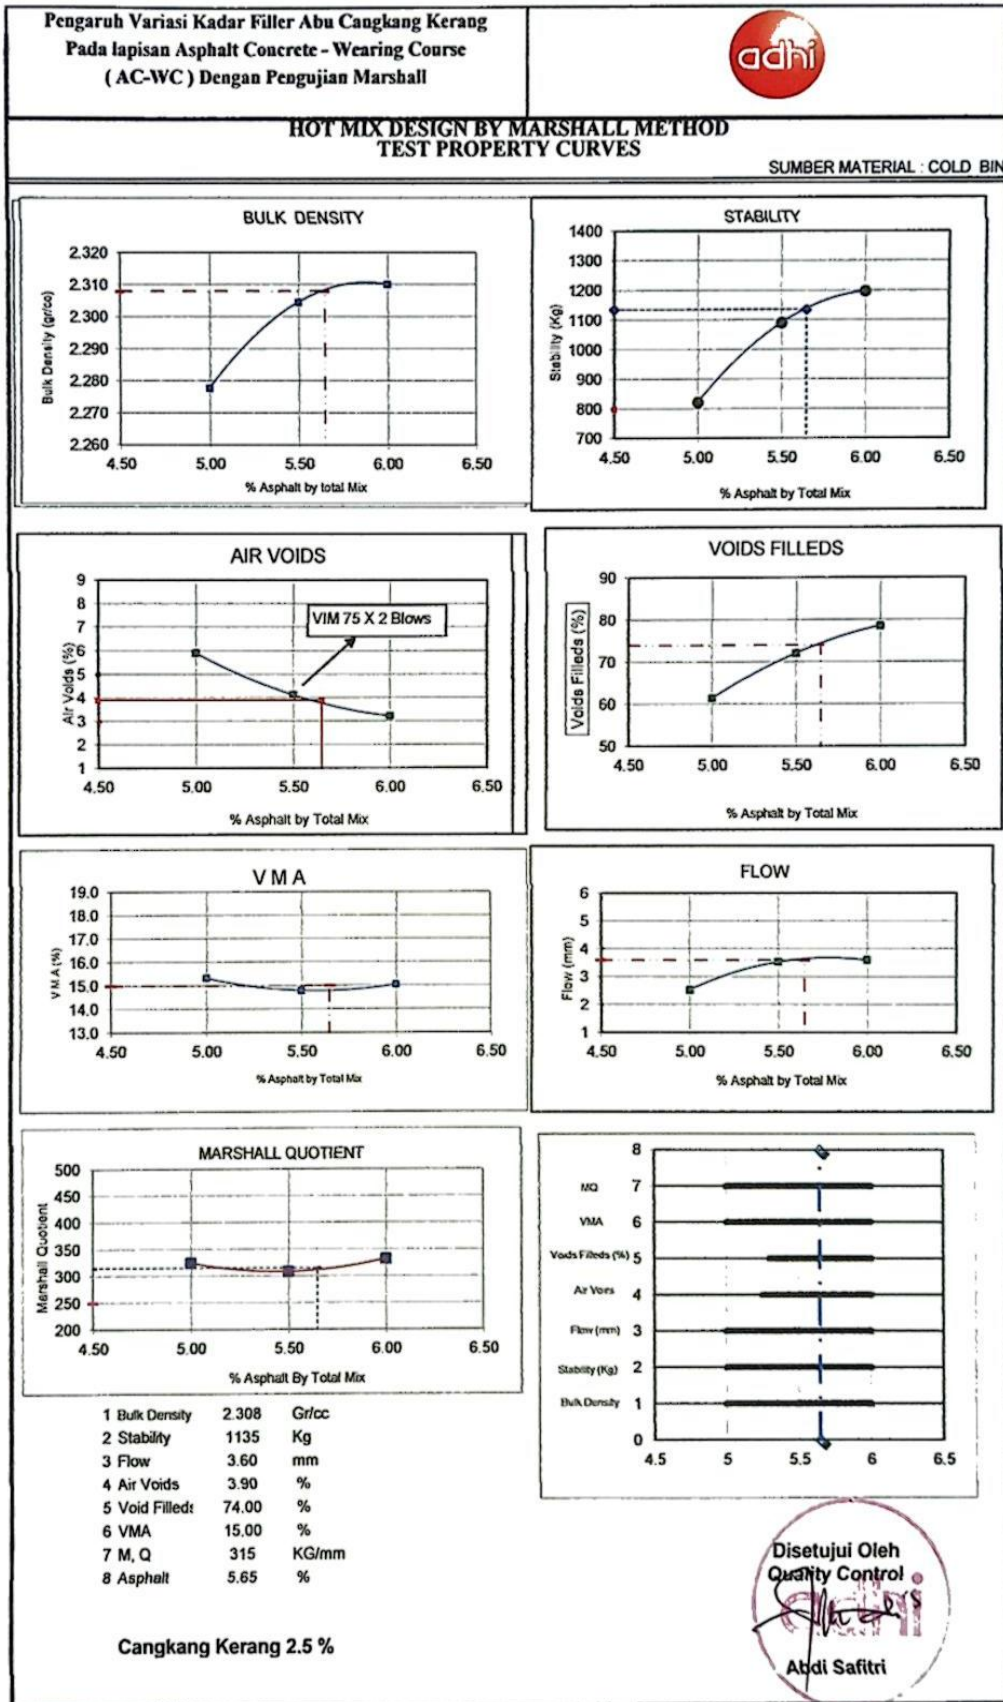 Pengaruh Variasi Kadar Filler Abu Cangkang Kerang
Pada lapisan Asphalt Concrete - Wearing Course
( AC-WC ) Dengan Pengujian Marshall
adhi
HOT MIX DESIGN BY MARSHALL METHOD
TEST PROPERTY CURVES
SUMBER MATERIAL : COLD BIN
BULK DENSITY
Bulk Density (gr/cc)
2.320
2.310
2.300
2.290
2.280
2.270
2.260
4.50 5.00 5.50 6.00 6.50
% Asphalt by total Mix
STABILITY
Stability (Kg)
1400
1300
1200
1100
1000
900
800
700
4.50 5.00 5.50 6.00 6.50
% Asphalt by Total Mix
AIR VOIDS
Air Voids (%)
9
8
7
6
5
4
3
2
1
VIM 75 X 2 Blows
4.50 5.00 5.50 6.00 6.50
% Asphalt by Total Mix
VOIDS FILLEDS
Voids Filleds (%)
90
80
70
60
50
4.50 5.00 5.50 6.00 6.50
% Asphalt by Total Mix
V M A
V M A (%)
19.0
18.0
17.0
16.0
15.0
14.0
13.0
4.50 5.00 5.50 6.00 6.50
% Asphalt by Total Mix
FLOW
Flow (mm)
6
5
4
3
2
1
4.50 5.00 5.50 6.00 6.50
% Asphalt by Total Mix
MARSHALL QUOTIENT
Marshall Quotient
500
450
400
350
300
250
200
4.50 5.00 5.50 6.00 6.50
% Asphalt By Total Mix
8
MQ 7
VMA 6
Voids Filleds (%) 5
Air Voirs 4
Flow (mm) 3
Stability (Kg) 2
Bulk Density 1
0
4.5 5 5.5 6 6.5
1 Bulk Density 2.308 Gr/cc
2 Stability 1135 Kg
3 Flow 3.60 mm
4 Air Voids 3.90 %
5 Void Filleds 74.00 %
6 VMA 15.00 %
7 M, Q 315 KG/mm
8 Asphalt 5.65 %
Cangkang Kerang 2.5 %
Disetujui Oleh
Quality Control
adhi
Abdi Safitri